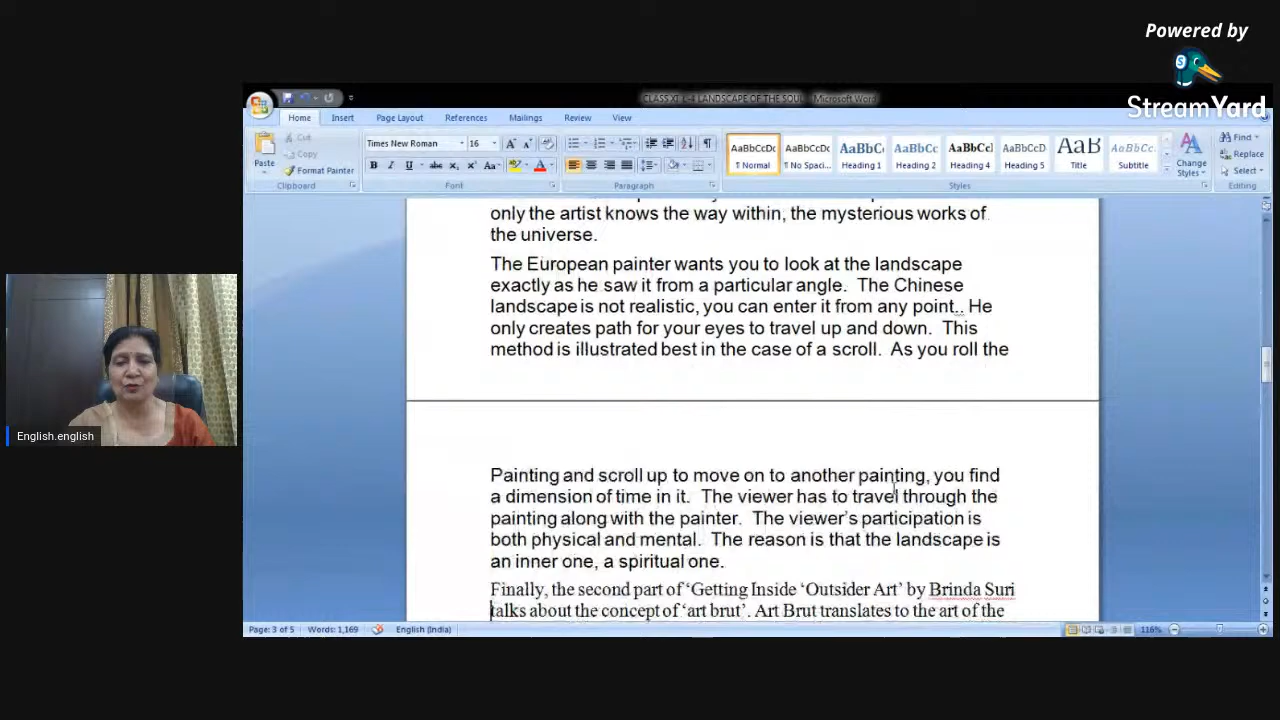 Powered by
StreamYard
CLASS XI L-4 LANDSCAPE OF THE SOUL - Microsoft Word
Home Insert Page Layout References Mailings Review View
Cut
Copy
Paste
Format Painter
Clipboard
Times New Roman 16
Font
Paragraph
AaBbCcDc AaBbCcDc AaBbC AaBbCc AaBbCcl AaBbCcD AaB AaBbCc.
¶ Normal ¶ No Spaci... Heading 1 Heading 2 Heading 4 Heading 5 Title Subtitle
Change Styles
Styles
Find
Replace
Select
Editing
only the artist knows the way within, the mysterious works of
the universe.
The European painter wants you to look at the landscape
exactly as he saw it from a particular angle. The Chinese
landscape is not realistic, you can enter it from any point.. He
only creates path for your eyes to travel up and down. This
method is illustrated best in the case of a scroll. As you roll the
Painting and scroll up to move on to another painting, you find
a dimension of time in it. The viewer has to travel through the
painting along with the painter. The viewer's participation is
both physical and mental. The reason is that the landscape is
an inner one, a spiritual one.
Finally, the second part of ‘Getting Inside ‘Outsider Art’ by Brinda Suri
talks about the concept of ‘art brut’. Art Brut translates to the art of the
English.english
Page: 3 of 5 Words: 1,169 English (India) 116%